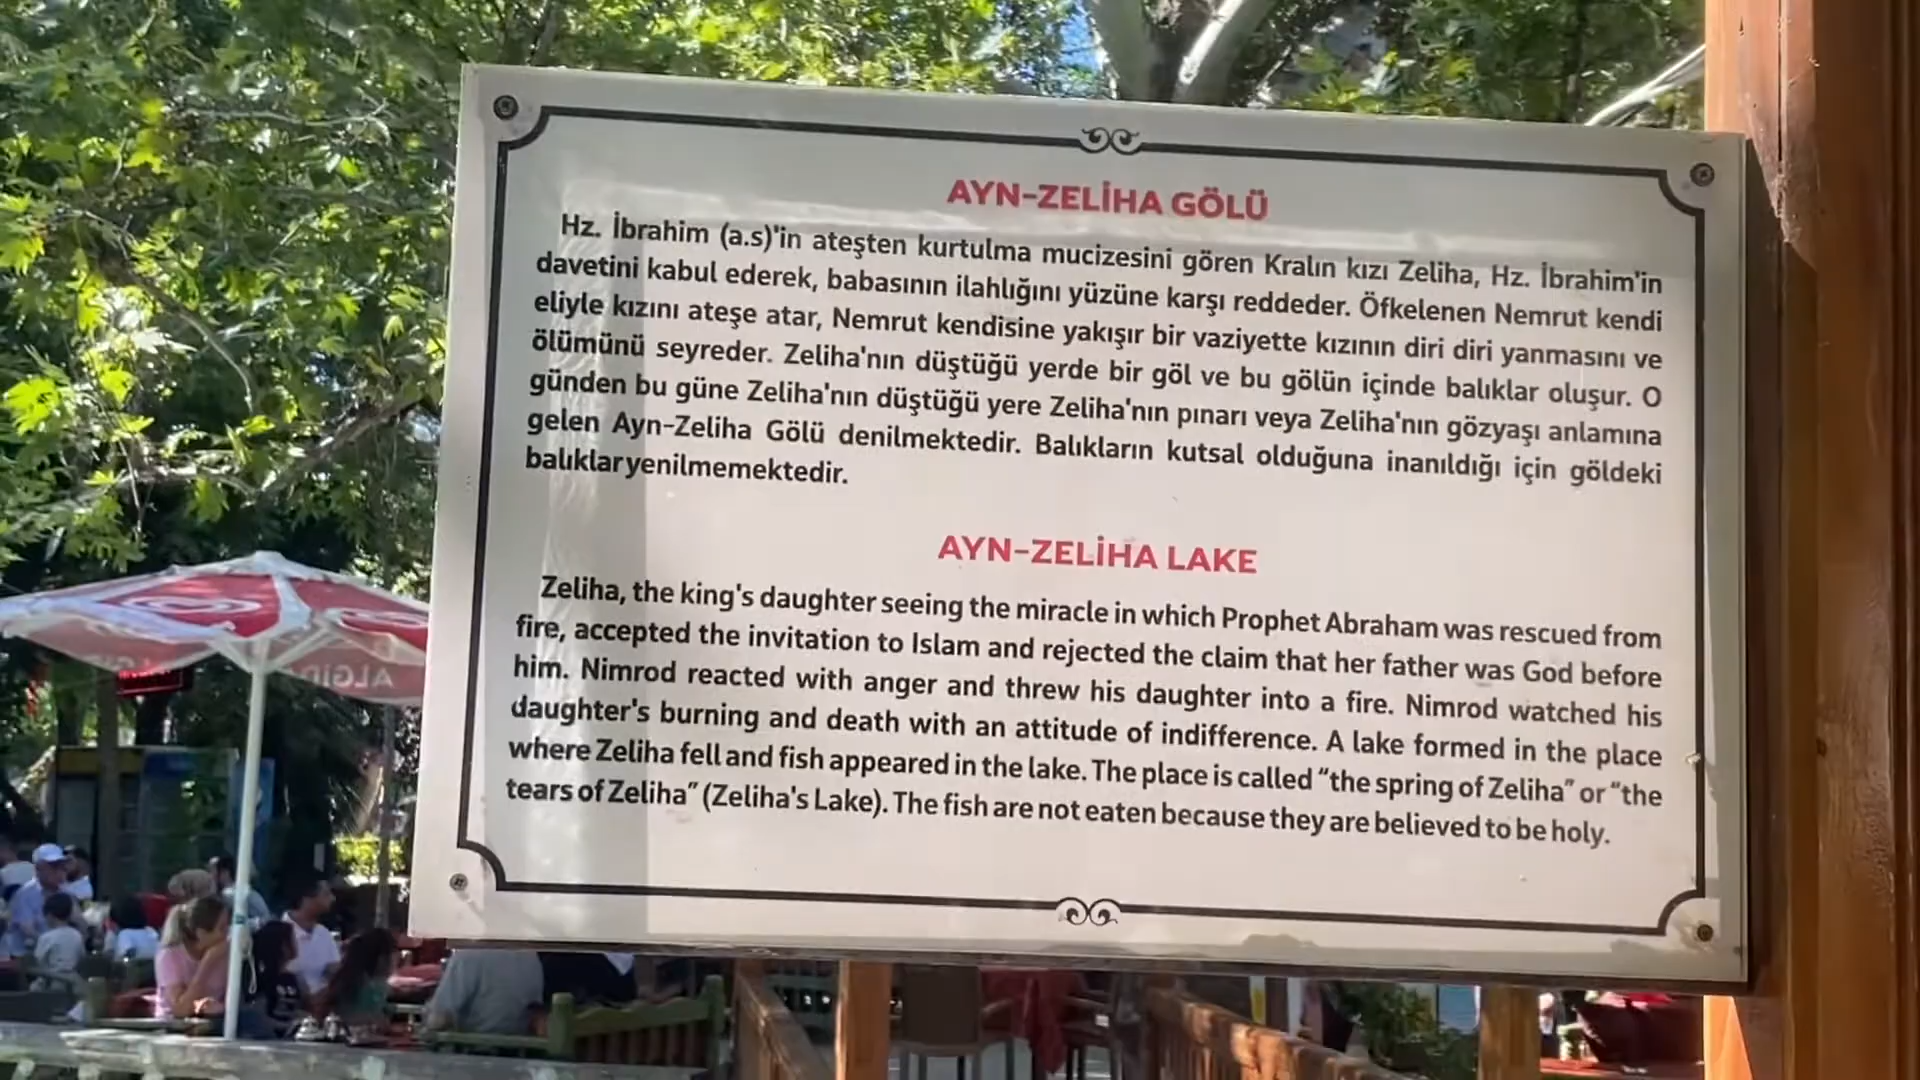 AYN-ZELİHA GÖLÜ
Hz. İbrahim (a.s)'in ateşten kurtulma mucizesini gören Kralın kızı Zeliha, Hz. İbrahim'in
davetini kabul ederek, babasının ilahlığını yüzüne karşı reddeder. Öfkelenen Nemrut kendi
eliyle kızını ateşe atar, Nemrut kendisine yakışır bir vaziyette kızının diri diri yanmasını ve
ölümünü seyreder. Zeliha'nın düştüğü yerde bir göl ve bu gölün içinde balıklar oluşur. O
günden bu güne Zeliha'nın düştüğü yere Zeliha'nın pınarı veya Zeliha'nın gözyaşı anlamına
gelen Ayn-Zeliha Gölü denilmektedir. Balıkların kutsal olduğuna inanıldığı için göldeki
balıklar yenilmemektedir.
AYN-ZELİHA LAKE
Zeliha, the king's daughter seeing the miracle in which Prophet Abraham was rescued from
fire, accepted the invitation to Islam and rejected the claim that her father was God before
him. Nimrod reacted with anger and threw his daughter into a fire. Nimrod watched his
daughter's burning and death with an attitude of indifference. A lake formed in the place
where Zeliha fell and fish appeared in the lake. The place is called “the spring of Zeliha” or “the
tears of Zeliha” (Zeliha's Lake). The fish are not eaten because they are believed to be holy.